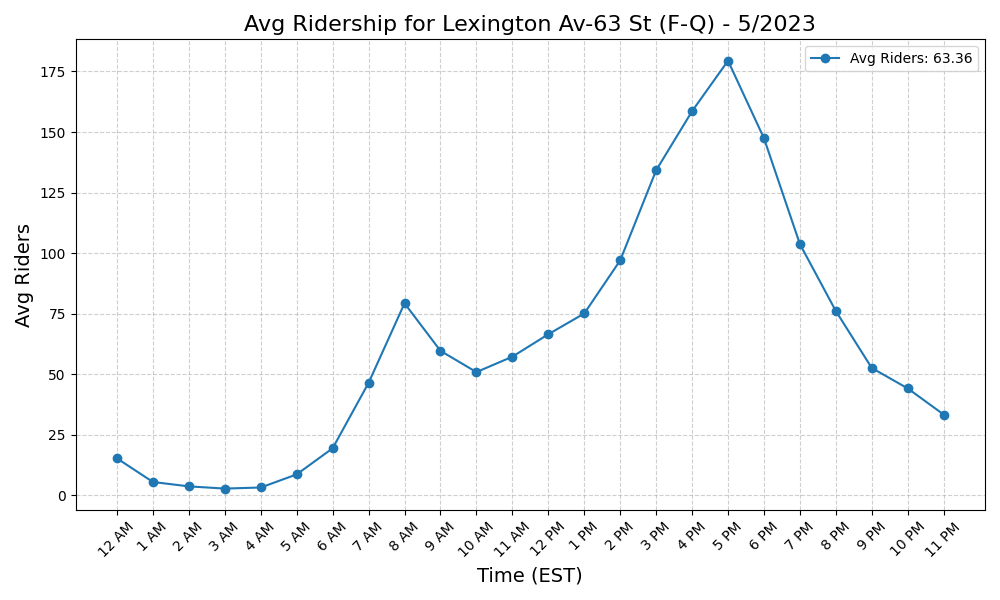 Avg Ridership for Lexington Av-63 St (F-Q) - 5/2023
Avg Riders: 63.36
Avg Riders
175
150
125
100
75
50
25
0
12 AM
1 AM
2 AM
3 AM
4 AM
5 AM
6 AM
7 AM
8 AM
9 AM
10 AM
11 AM
12 PM
1 PM
2 PM
3 PM
4 PM
5 PM
6 PM
7 PM
8 PM
9 PM
10 PM
11 PM
Time (EST)